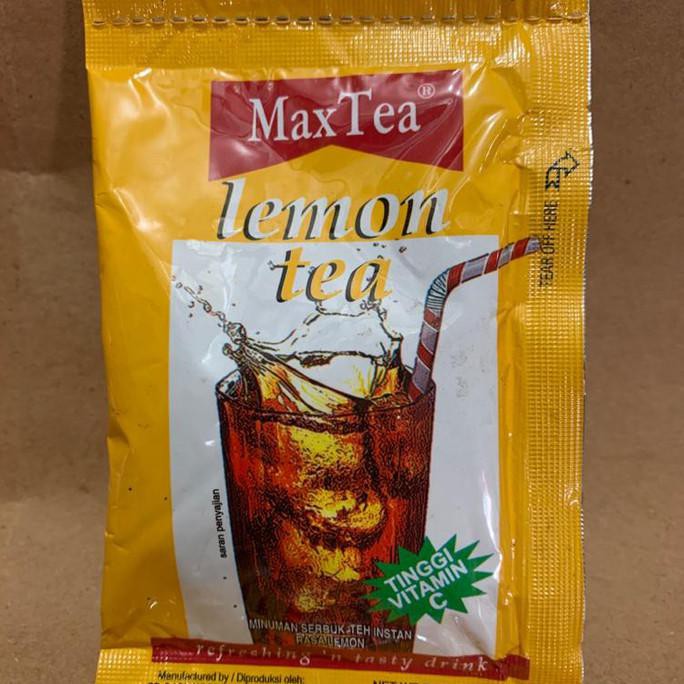 MaxTea®
lemon
tea
TEAR OFF HERE
saran penyajian
TINGGI
VITAMIN
C
MINUMAN SERBUK TEH INSTAN
RASA LEMON
refreshing 'n tasty drink
Manufactured by / Diproduksi oleh: